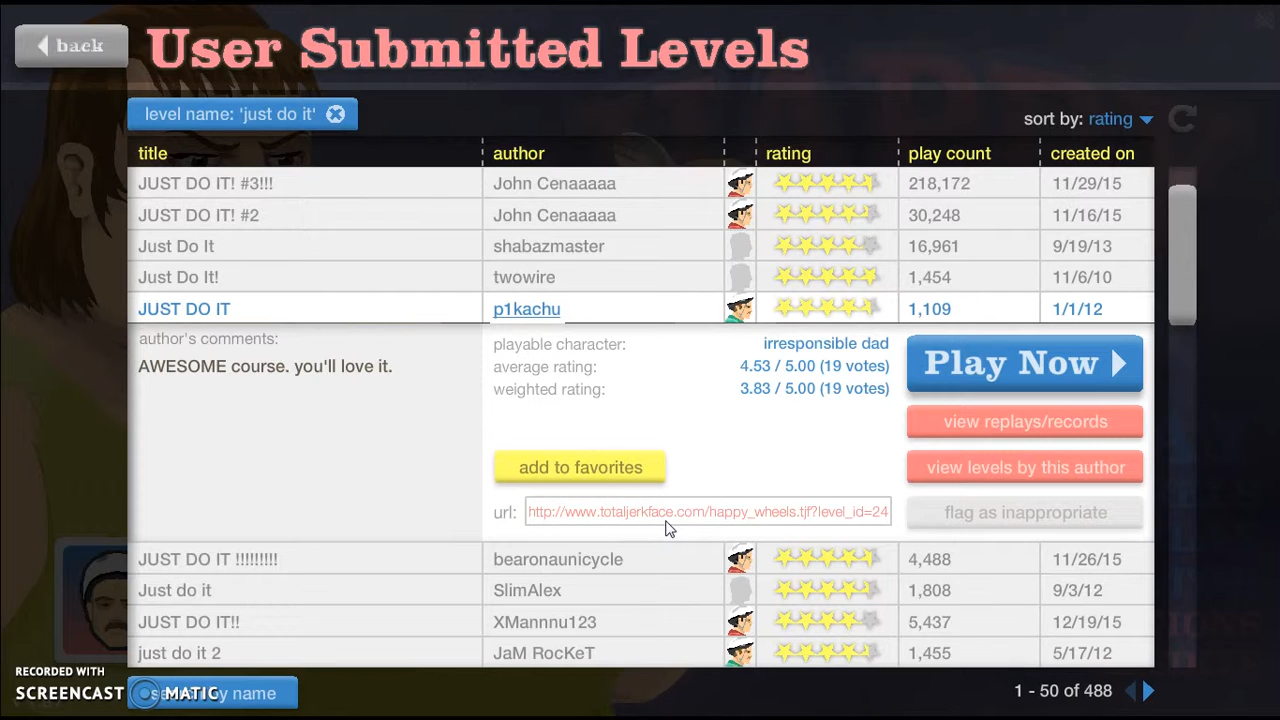 back
User Submitted Levels
level name: 'just do it'
sort by: rating
title author rating play count created on
JUST DO IT! #3!!! John Cenaaaaa 218,172 11/29/15
JUST DO IT! #2 John Cenaaaaa 30,248 11/16/15
Just Do It shabazmaster 16,961 9/19/13
Just Do It! twowire 1,454 11/6/10
JUST DO IT p1kachu 1,109 1/1/12
author's comments:
AWESOME course. you'll love it.
playable character: irresponsible dad
average rating: 4.53 / 5.00 (19 votes)
weighted rating: 3.83 / 5.00 (19 votes)
Play Now
view replays/records
add to favorites
view levels by this author
url: http://www.totaljerkface.com/happy_wheels.tjf?level_id=24
flag as inappropriate
JUST DO IT !!!!!!!!! bearonaunicycle 4,488 11/26/15
Just do it SlimAlex 1,808 9/3/12
JUST DO IT!! XMannnu123 5,437 12/19/15
just do it 2 JaM RocKeT 1,455 5/17/12
RECORDED WITH
SCREENCAST MATIC
name
1 - 50 of 488